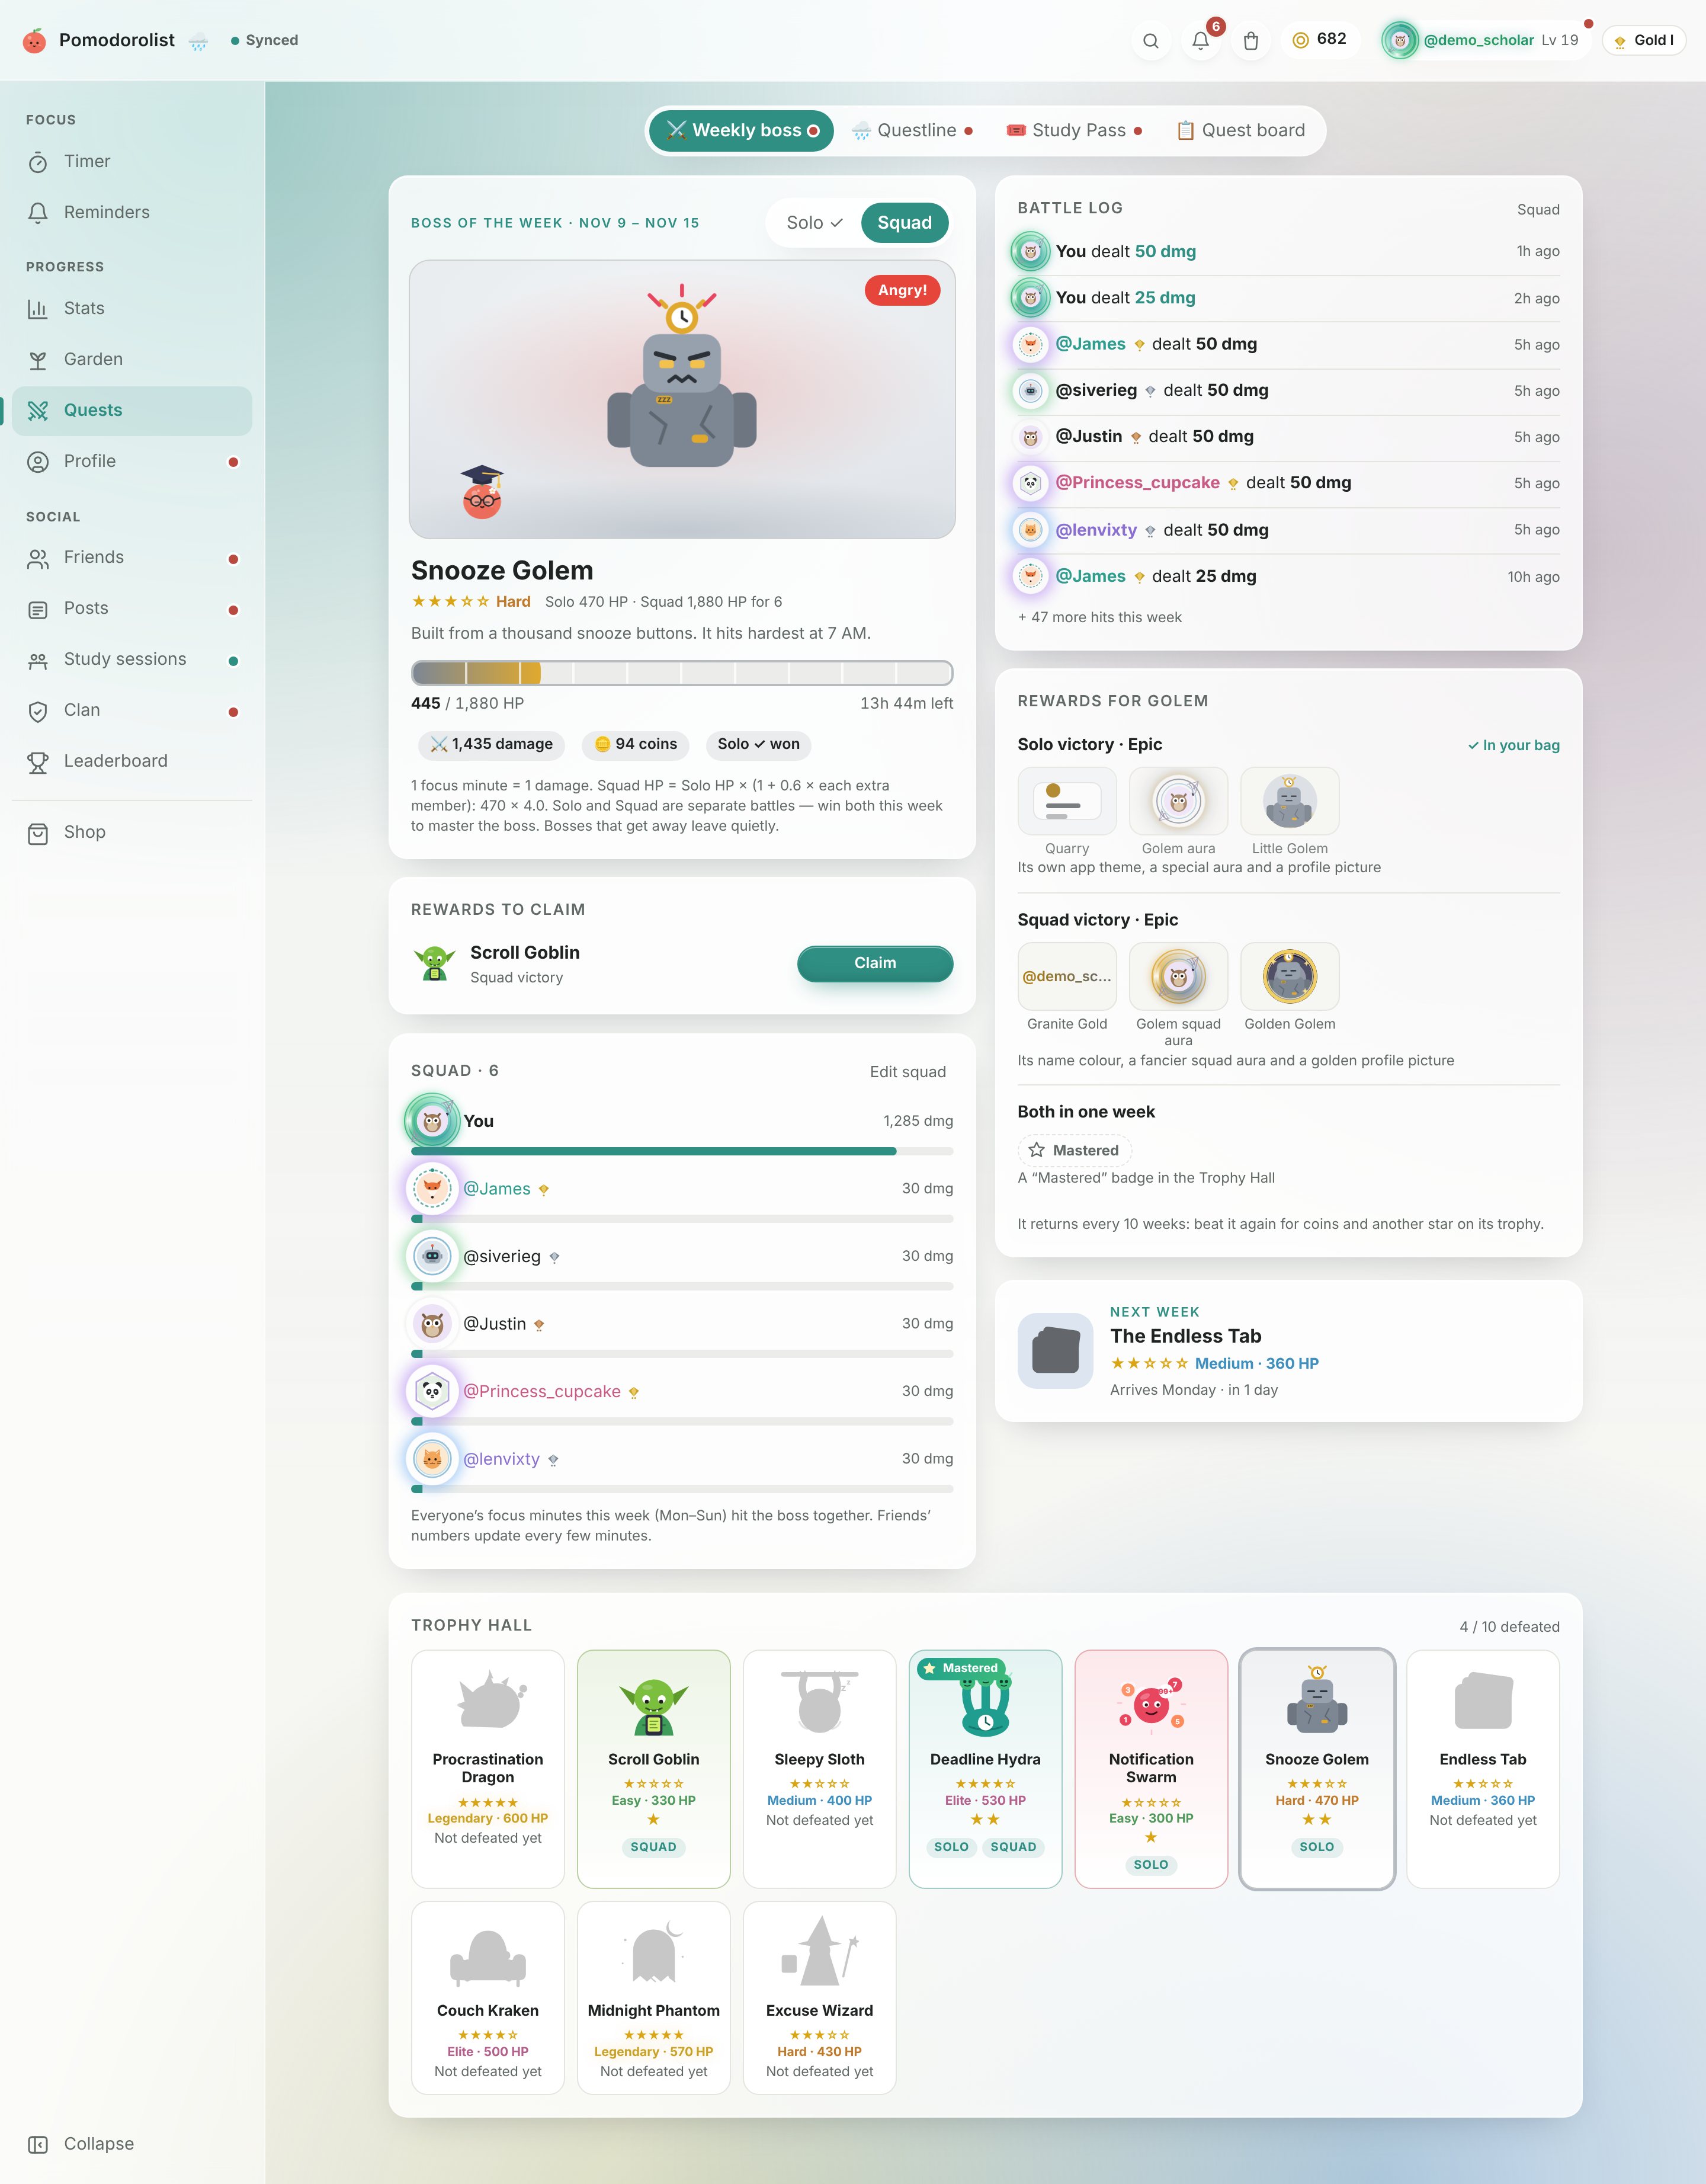 Pomodorolist
Synced
6
682
@demo_scholar Lv 19
Gold I
FOCUS
Timer
Reminders
PROGRESS
Stats
Garden
Quests
Profile
SOCIAL
Friends
Posts
Study sessions
Clan
Leaderboard
Shop
Collapse
Weekly boss
Questline
Study Pass
Quest board
BOSS OF THE WEEK · NOV 9 – NOV 15
Solo ✓
Squad
Angry!
zzz
Snooze Golem
★★★☆☆ Hard Solo 470 HP · Squad 1,880 HP for 6
Built from a thousand snooze buttons. It hits hardest at 7 AM.
445 / 1,880 HP
13h 44m left
1,435 damage
94 coins
Solo ✓ won
1 focus minute = 1 damage. Squad HP = Solo HP × (1 + 0.6 × each extra
member): 470 × 4.0. Solo and Squad are separate battles — win both this week
to master the boss. Bosses that get away leave quietly.
REWARDS TO CLAIM
Scroll Goblin
Squad victory
Claim
SQUAD · 6
Edit squad
You
1,285 dmg
@James
30 dmg
@siverieg
30 dmg
@Justin
30 dmg
@Princess_cupcake
30 dmg
@lenvixty
30 dmg
Everyone’s focus minutes this week (Mon–Sun) hit the boss together. Friends’
numbers update every few minutes.
BATTLE LOG
Squad
You dealt 50 dmg
1h ago
You dealt 25 dmg
2h ago
@James dealt 50 dmg
5h ago
@siverieg dealt 50 dmg
5h ago
@Justin dealt 50 dmg
5h ago
@Princess_cupcake dealt 50 dmg
5h ago
@lenvixty dealt 50 dmg
5h ago
@James dealt 25 dmg
10h ago
+ 47 more hits this week
REWARDS FOR GOLEM
Solo victory · Epic
✓ In your bag
Quarry
Golem aura
Little Golem
Its own app theme, a special aura and a profile picture
Squad victory · Epic
@demo_sc...
Granite Gold
Golem squad
aura
Golden Golem
Its name colour, a fancier squad aura and a golden profile picture
Both in one week
Mastered
A “Mastered” badge in the Trophy Hall
It returns every 10 weeks: beat it again for coins and another star on its trophy.
NEXT WEEK
The Endless Tab
★★☆☆☆ Medium · 360 HP
Arrives Monday · in 1 day
TROPHY HALL
4 / 10 defeated
Procrastination
Dragon
★★★★★
Legendary · 600 HP
Not defeated yet
Scroll Goblin
★☆☆☆☆
Easy · 330 HP
★
SQUAD
z z
Sleepy Sloth
★★☆☆☆
Medium · 400 HP
Not defeated yet
Mastered
Deadline Hydra
★★★★☆
Elite · 530 HP
★★
SOLO
SQUAD
3
99+
7
1
5
Notification
Swarm
★☆☆☆☆
Easy · 300 HP
★
SOLO
Snooze Golem
★★★☆☆
Hard · 470 HP
★★
SOLO
Endless Tab
★★☆☆☆
Medium · 360 HP
Not defeated yet
Couch Kraken
★★★★☆
Elite · 500 HP
Not defeated yet
Midnight Phantom
★★★★★
Legendary · 570 HP
Not defeated yet
Excuse Wizard
★★★☆☆
Hard · 430 HP
Not defeated yet